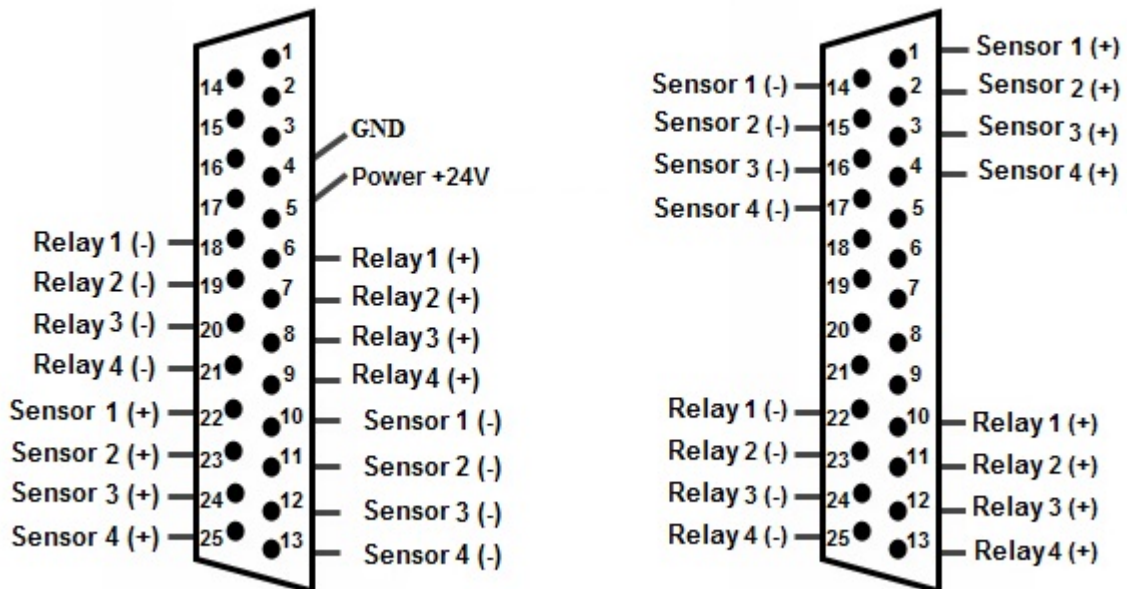 1
14
2
15
3
GND
16
4
Power +24V
17
5
Relay 1 (-)
18
6
Relay 1 (+)
Relay 2 (-)
19
7
Relay 2 (+)
Relay 3 (-)
20
8
Relay 3 (+)
Relay 4 (-)
21
9
Relay 4 (+)
Sensor 1 (+)
22
10
Sensor 1 (-)
Sensor 2 (+)
23
11
Sensor 2 (-)
Sensor 3 (+)
24
12
Sensor 3 (-)
Sensor 4 (+)
25
13
Sensor 4 (-)
1
Sensor 1 (+)
Sensor 1 (-)
14
2
Sensor 2 (+)
Sensor 2 (-)
15
3
Sensor 3 (+)
Sensor 3 (-)
16
4
Sensor 4 (+)
Sensor 4 (-)
17
5
18
6
19
7
20
8
21
9
Relay 1 (-)
22
10
Relay 1 (+)
Relay 2 (-)
23
11
Relay 2 (+)
Relay 3 (-)
24
12
Relay 3 (+)
Relay 4 (-)
25
13
Relay 4 (+)